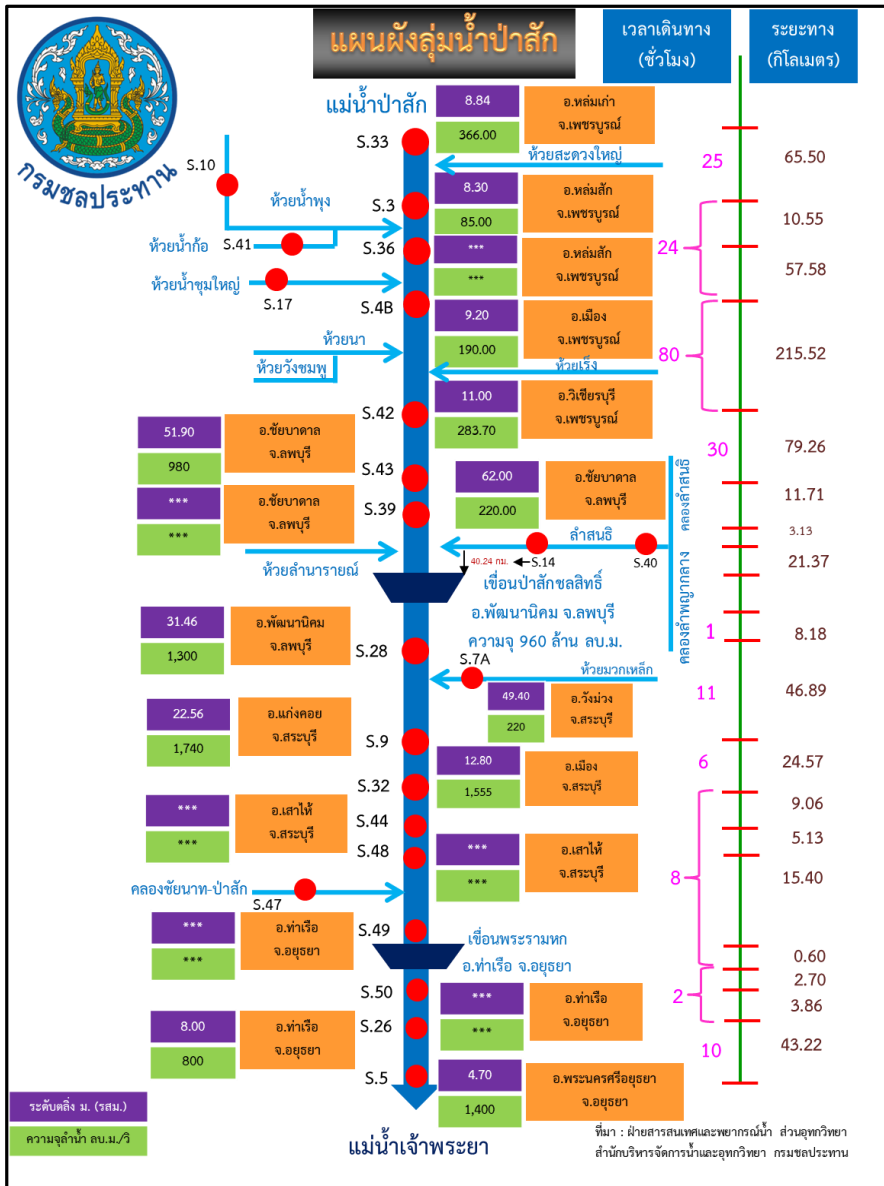 แผนผังลุ่มน้ำป่าสัก
เวลาเดินทาง
(ชั่วโมง)
ระยะทาง
(กิโลเมตร)
กรมชลประทาน
แม่น้ำป่าสัก
S.33
8.84
366.00
อ.หล่มเก่า
จ.เพชรบูรณ์
ห้วยสะดวงใหญ่
25
65.50
S.10
ห้วยน้ำพุง
S.3
8.30
85.00
อ.หล่มสัก
จ.เพชรบูรณ์
10.55
ห้วยน้ำก้อ
S.41
S.36
***
***
อ.หล่มสัก
จ.เพชรบูรณ์
24
57.58
ห้วยน้ำชุมใหญ่
S.17
S.4B
9.20
190.00
อ.เมือง
จ.เพชรบูรณ์
ห้วยนา
ห้วยวังชมพู
ห้วยเร็ง
80
215.52
S.42
11.00
283.70
อ.วิเชียรบุรี
จ.เพชรบูรณ์
51.90
980
อ.ชัยบาดาล
จ.ลพบุรี
S.43
30
79.26
62.00
220.00
อ.ชัยบาดาล
จ.ลพบุรี
คลองลำสนธิ
11.71
***
***
อ.ชัยบาดาล
จ.ลพบุรี
S.39
3.13
ลำสนธิ
ห้วยลำนารายณ์
40.24 กม.
S.14
S.40
21.37
เขื่อนป่าสักชลสิทธิ์
อ.พัฒนานิคม จ.ลพบุรี
ความจุ 960 ล้าน ลบ.ม.
คลองลำพญากลาง
31.46
1,300
อ.พัฒนานิคม
จ.ลพบุรี
S.28
1
8.18
S.7A
ห้วยมวกเหล็ก
49.40
220
อ.วังม่วง
จ.สระบุรี
11
46.89
22.56
1,740
อ.แก่งคอย
จ.สระบุรี
S.9
12.80
1,555
อ.เมือง
จ.สระบุรี
6
24.57
S.32
9.06
***
***
อ.เสาไห้
จ.สระบุรี
S.44
5.13
S.48
***
***
อ.เสาไห้
จ.สระบุรี
8
15.40
คลองชัยนาท-ป่าสัก
S.47
***
***
อ.ท่าเรือ
จ.อยุธยา
S.49
เขื่อนพระรามหก
อ.ท่าเรือ จ.อยุธยา
0.60
2.70
S.50
***
***
อ.ท่าเรือ
จ.อยุธยา
2
3.86
8.00
800
อ.ท่าเรือ
จ.อยุธยา
S.26
10
43.22
S.5
4.70
1,400
อ.พระนครศรีอยุธยา
จ.อยุธยา
ระดับตลิ่ง ม. (รสม.)
ความจุลำน้ำ ลบ.ม./วิ
แม่น้ำเจ้าพระยา
ที่มา : ฝ่ายสารสนเทศและพยากรณ์น้ำ ส่วนอุทกวิทยา
สำนักบริหารจัดการน้ำและอุทกวิทยา กรมชลประทาน